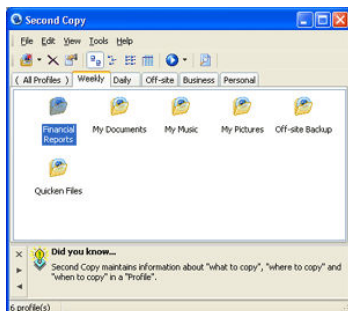 Second Copy
File Edit View Tools Help
( All Profiles ) Weekly Daily Off-site Business Personal
Financial Reports My Documents My Music My Pictures Off-site Backup
Quicken Files
Did you know...
Second Copy maintains information about "what to copy", "where to copy" and
"when to copy" in a "Profile".
6 profile(s)